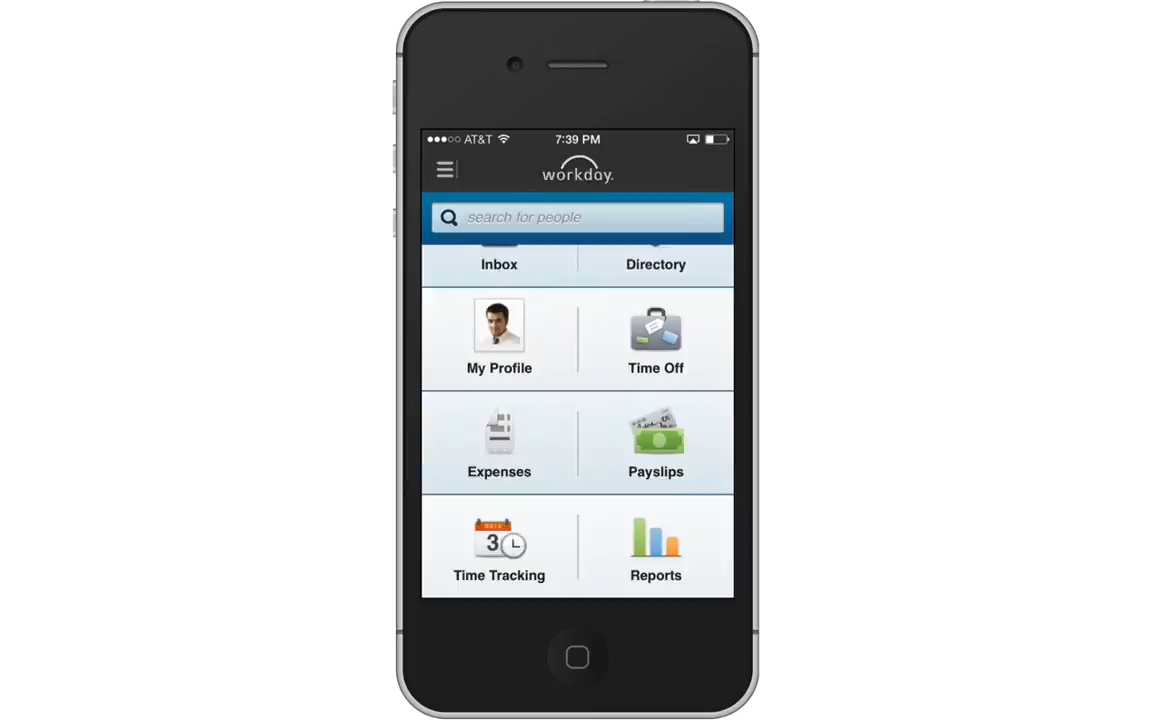 AT&T 7:39 PM
workday.
search for people
Inbox Directory
My Profile Time Off
Expenses Payslips
3
Time Tracking Reports